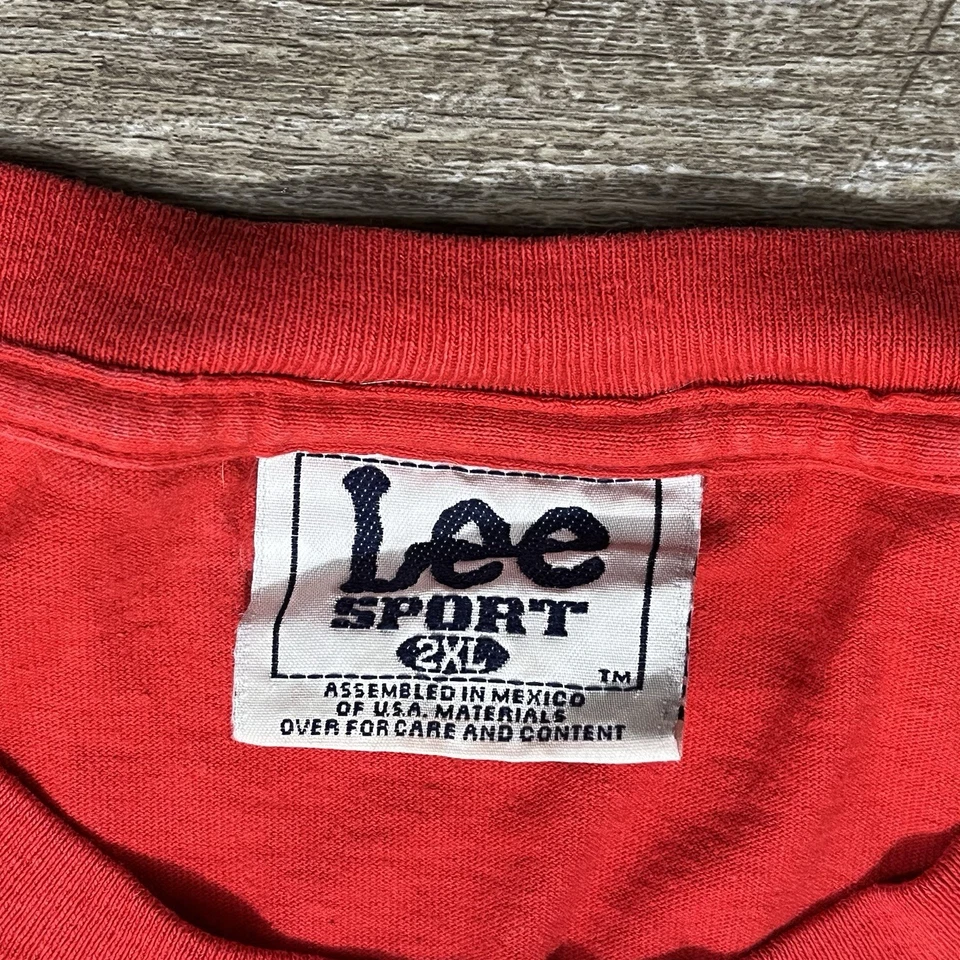 Lee
SPORT
2XL
TM
ASSEMBLED IN MEXICO
OF U.S.A. MATERIALS
OVER FOR CARE AND CONTENT